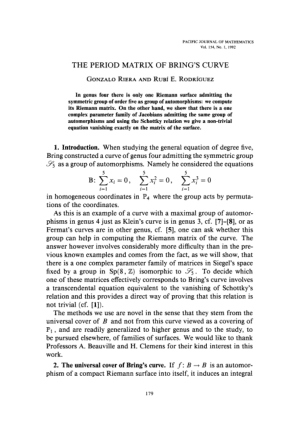 PACIFIC JOURNAL OF MATHEMATICS
Vol. 154, No. 1, 1992
THE PERIOD MATRIX OF BRING'S CURVE
GONZALO RIERA AND RUBÍ E. RODRÍGUEZ
In genus four there is only one Riemann surface admitting the
symmetric group of order five as group of automorphisms: we compute
its Riemann matrix. On the other hand, we show that there is a one
complex parameter family of Jacobians admitting the same group of
automorphisms and using the Schottky relation we give a non-trivial
equation vanishing exactly on the matrix of the surface.
1. Introduction. When studying the general equation of degree five,
Bring constructed a curve of genus four admitting the symmetric group
𝒮₅ as a group of automorphisms. Namely he considered the equations
B: ∑_{i=1}^{5} x_i = 0, ∑_{i=1}^{5} x_i^2 = 0, ∑_{i=1}^{5} x_i^3 = 0
in homogeneous coordinates in P₄ where the group acts by permuta-
tions of the coordinates.
As this is an example of a curve with a maximal group of automor-
phisms in genus 4 just as Klein's curve is in genus 3, cf. [7]–[8], or as
Fermat's curves are in other genus, cf. [5], one can ask whether this
group can help in computing the Riemann matrix of the curve. The
answer however involves considerably more difficulty than in the pre-
vious known examples and comes from the fact, as we will show, that
there is a one complex parameter family of matrices in Siegel's space
fixed by a group in Sp(8, Z) isomorphic to 𝒮₅. To decide which
one of these matrices effectively corresponds to Bring's curve involves
a transcendental equation equivalent to the vanishing of Schottky's
relation and this provides a direct way of proving that this relation is
not trivial (cf. [1]).
The methods we use are novel in the sense that they stem from the
universal cover of B and not from this curve viewed as a covering of
P₁, and are readily generalized to higher genus and to the study, to
be pursued elsewhere, of families of surfaces. We would like to thank
Professors A. Beauville and H. Clemens for their kind interest in this
work.
2. The universal cover of Bring's curve. If f: B → B is an automor-
phism of a compact Riemann surface into itself, it induces an integral
179